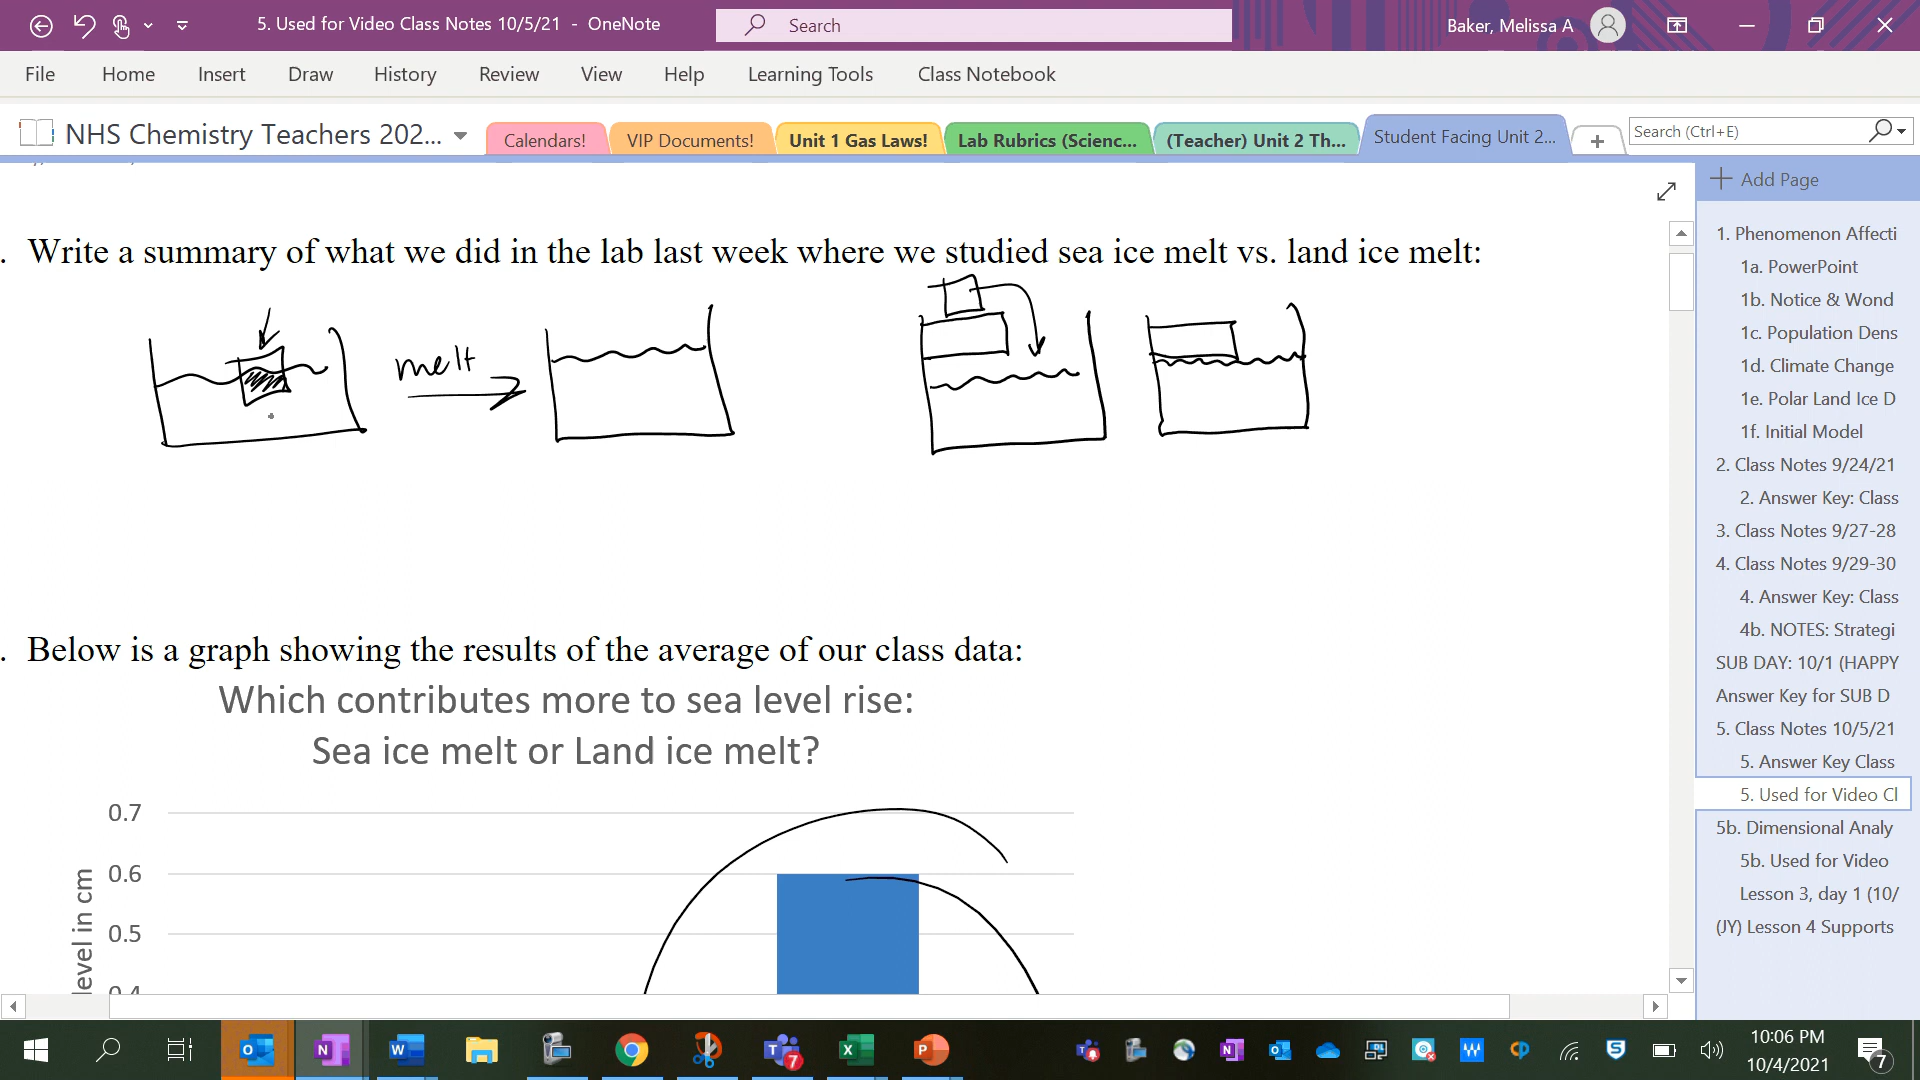 5. Used for Video Class Notes 10/5/21 - OneNote
Search
Baker, Melissa A
File Home Insert Draw History Review View Help Learning Tools Class Notebook
NHS Chemistry Teachers 202...
Calendars!
VIP Documents!
Unit 1 Gas Laws!
Lab Rubrics (Scienc...
(Teacher) Unit 2 Th...
Student Facing Unit 2...
Search (Ctrl+E)
Add Page
. Write a summary of what we did in the lab last week where we studied sea ice melt vs. land ice melt:
melt
. Below is a graph showing the results of the average of our class data:
Which contributes more to sea level rise:
Sea ice melt or Land ice melt?
0.7
0.6
0.5
0.4
level in cm
1. Phenomenon Affecti
1a. PowerPoint
1b. Notice & Wond
1c. Population Dens
1d. Climate Change
1e. Polar Land Ice D
1f. Initial Model
2. Class Notes 9/24/21
2. Answer Key: Class
3. Class Notes 9/27-28
4. Class Notes 9/29-30
4. Answer Key: Class
4b. NOTES: Strategi
SUB DAY: 10/1 (HAPPY
Answer Key for SUB D
5. Class Notes 10/5/21
5. Answer Key Class
5. Used for Video Cl
5b. Dimensional Analy
5b. Used for Video
Lesson 3, day 1 (10/
(JY) Lesson 4 Supports
10:06 PM
10/4/2021
7
7